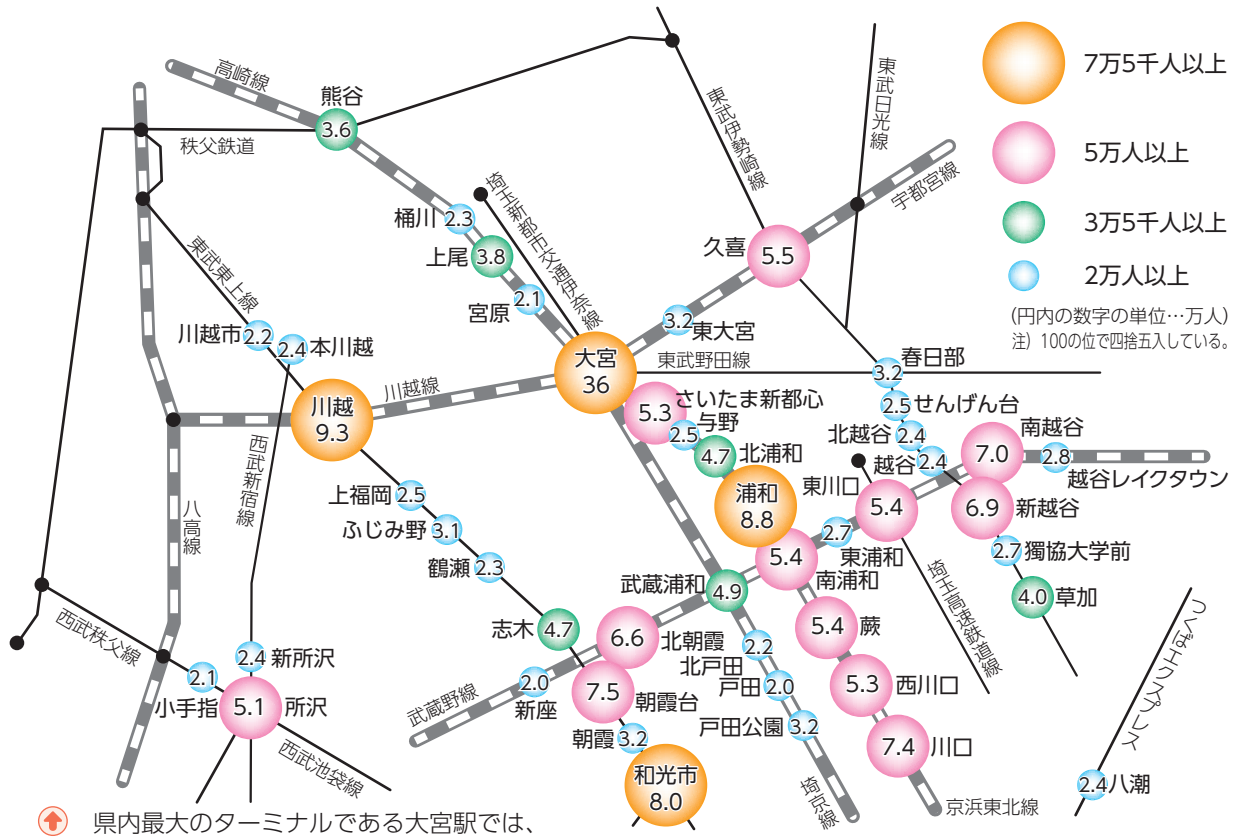 高崎線
熊谷
3.6
秩父鉄道
東武伊勢崎線
東武日光線
宇都宮線
7万5千人以上
5万人以上
3万5千人以上
2万人以上
(円内の数字の単位…万人)
注) 100の位で四捨五入している。
桶川 2.3
上尾 3.8
宮原 2.1
埼玉新都市交通伊奈線
久喜
5.5
東武東上線
川越市 2.2
2.4 本川越
3.2 東大宮
大宮
36
東武野田線
春日部
3.2
川越
9.3
川越線
5.3 さいたま新都心
2.5 与野
4.7 北浦和
浦和
8.8
2.5 せんげん台
北越谷 2.4
越谷 2.4
南越谷
7.0
2.8
越谷レイクタウン
6.9 新越谷
2.7 獨協大学前
4.0 草加
東川口
5.4
2.7
東浦和
5.4
南浦和
西武新宿線
八高線
上福岡 2.5
ふじみ野 3.1
鶴瀬 2.3
志木 4.7
武蔵浦和
4.9
埼玉高速鉄道線
5.4 蕨
5.3 西川口
7.4 川口
京浜東北線
6.6 北朝霞
北戸田 2.2
戸田 2.0
戸田公園 3.2
埼京線
武蔵野線
2.0
新座
7.5 朝霞台
朝霞 3.2
和光市
8.0
西武秩父線
2.4 新所沢
2.1
小手指
5.1 所沢
西武池袋線
つくばエクスプレス
2.4 八潮
県内最大のターミナルである大宮駅では、